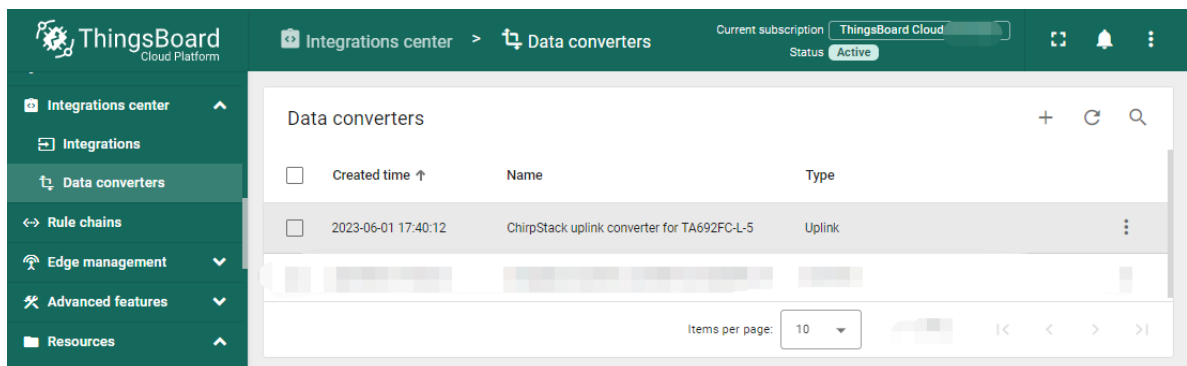 ThingsBoard
Cloud Platform
Integrations center > Data converters
Current subscription ThingsBoard Cloud
Status Active
Integrations center
Integrations
Data converters
Rule chains
Edge management
Advanced features
Resources
Data converters
Created time ↑ Name Type
2023-06-01 17:40:12 ChirpStack uplink converter for TA692FC-L-5 Uplink
Items per page: 10